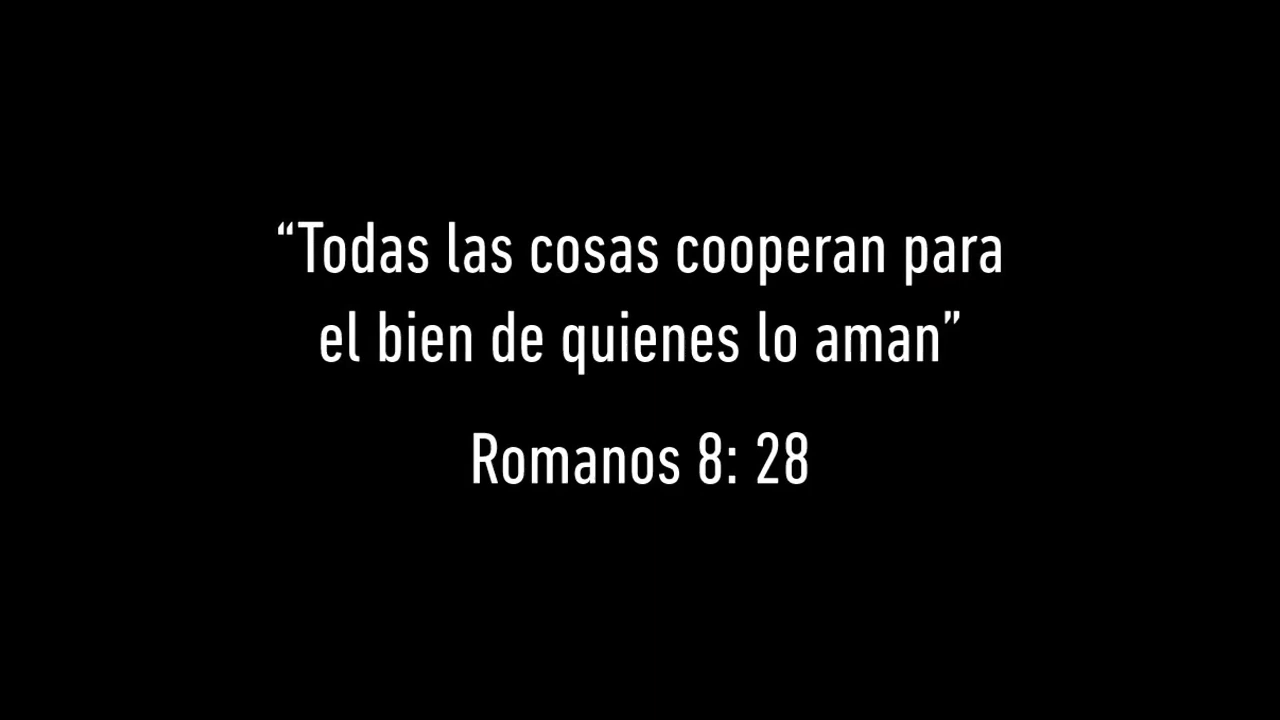 “Todas las cosas cooperan para
el bien de quienes lo aman”
Romanos 8: 28